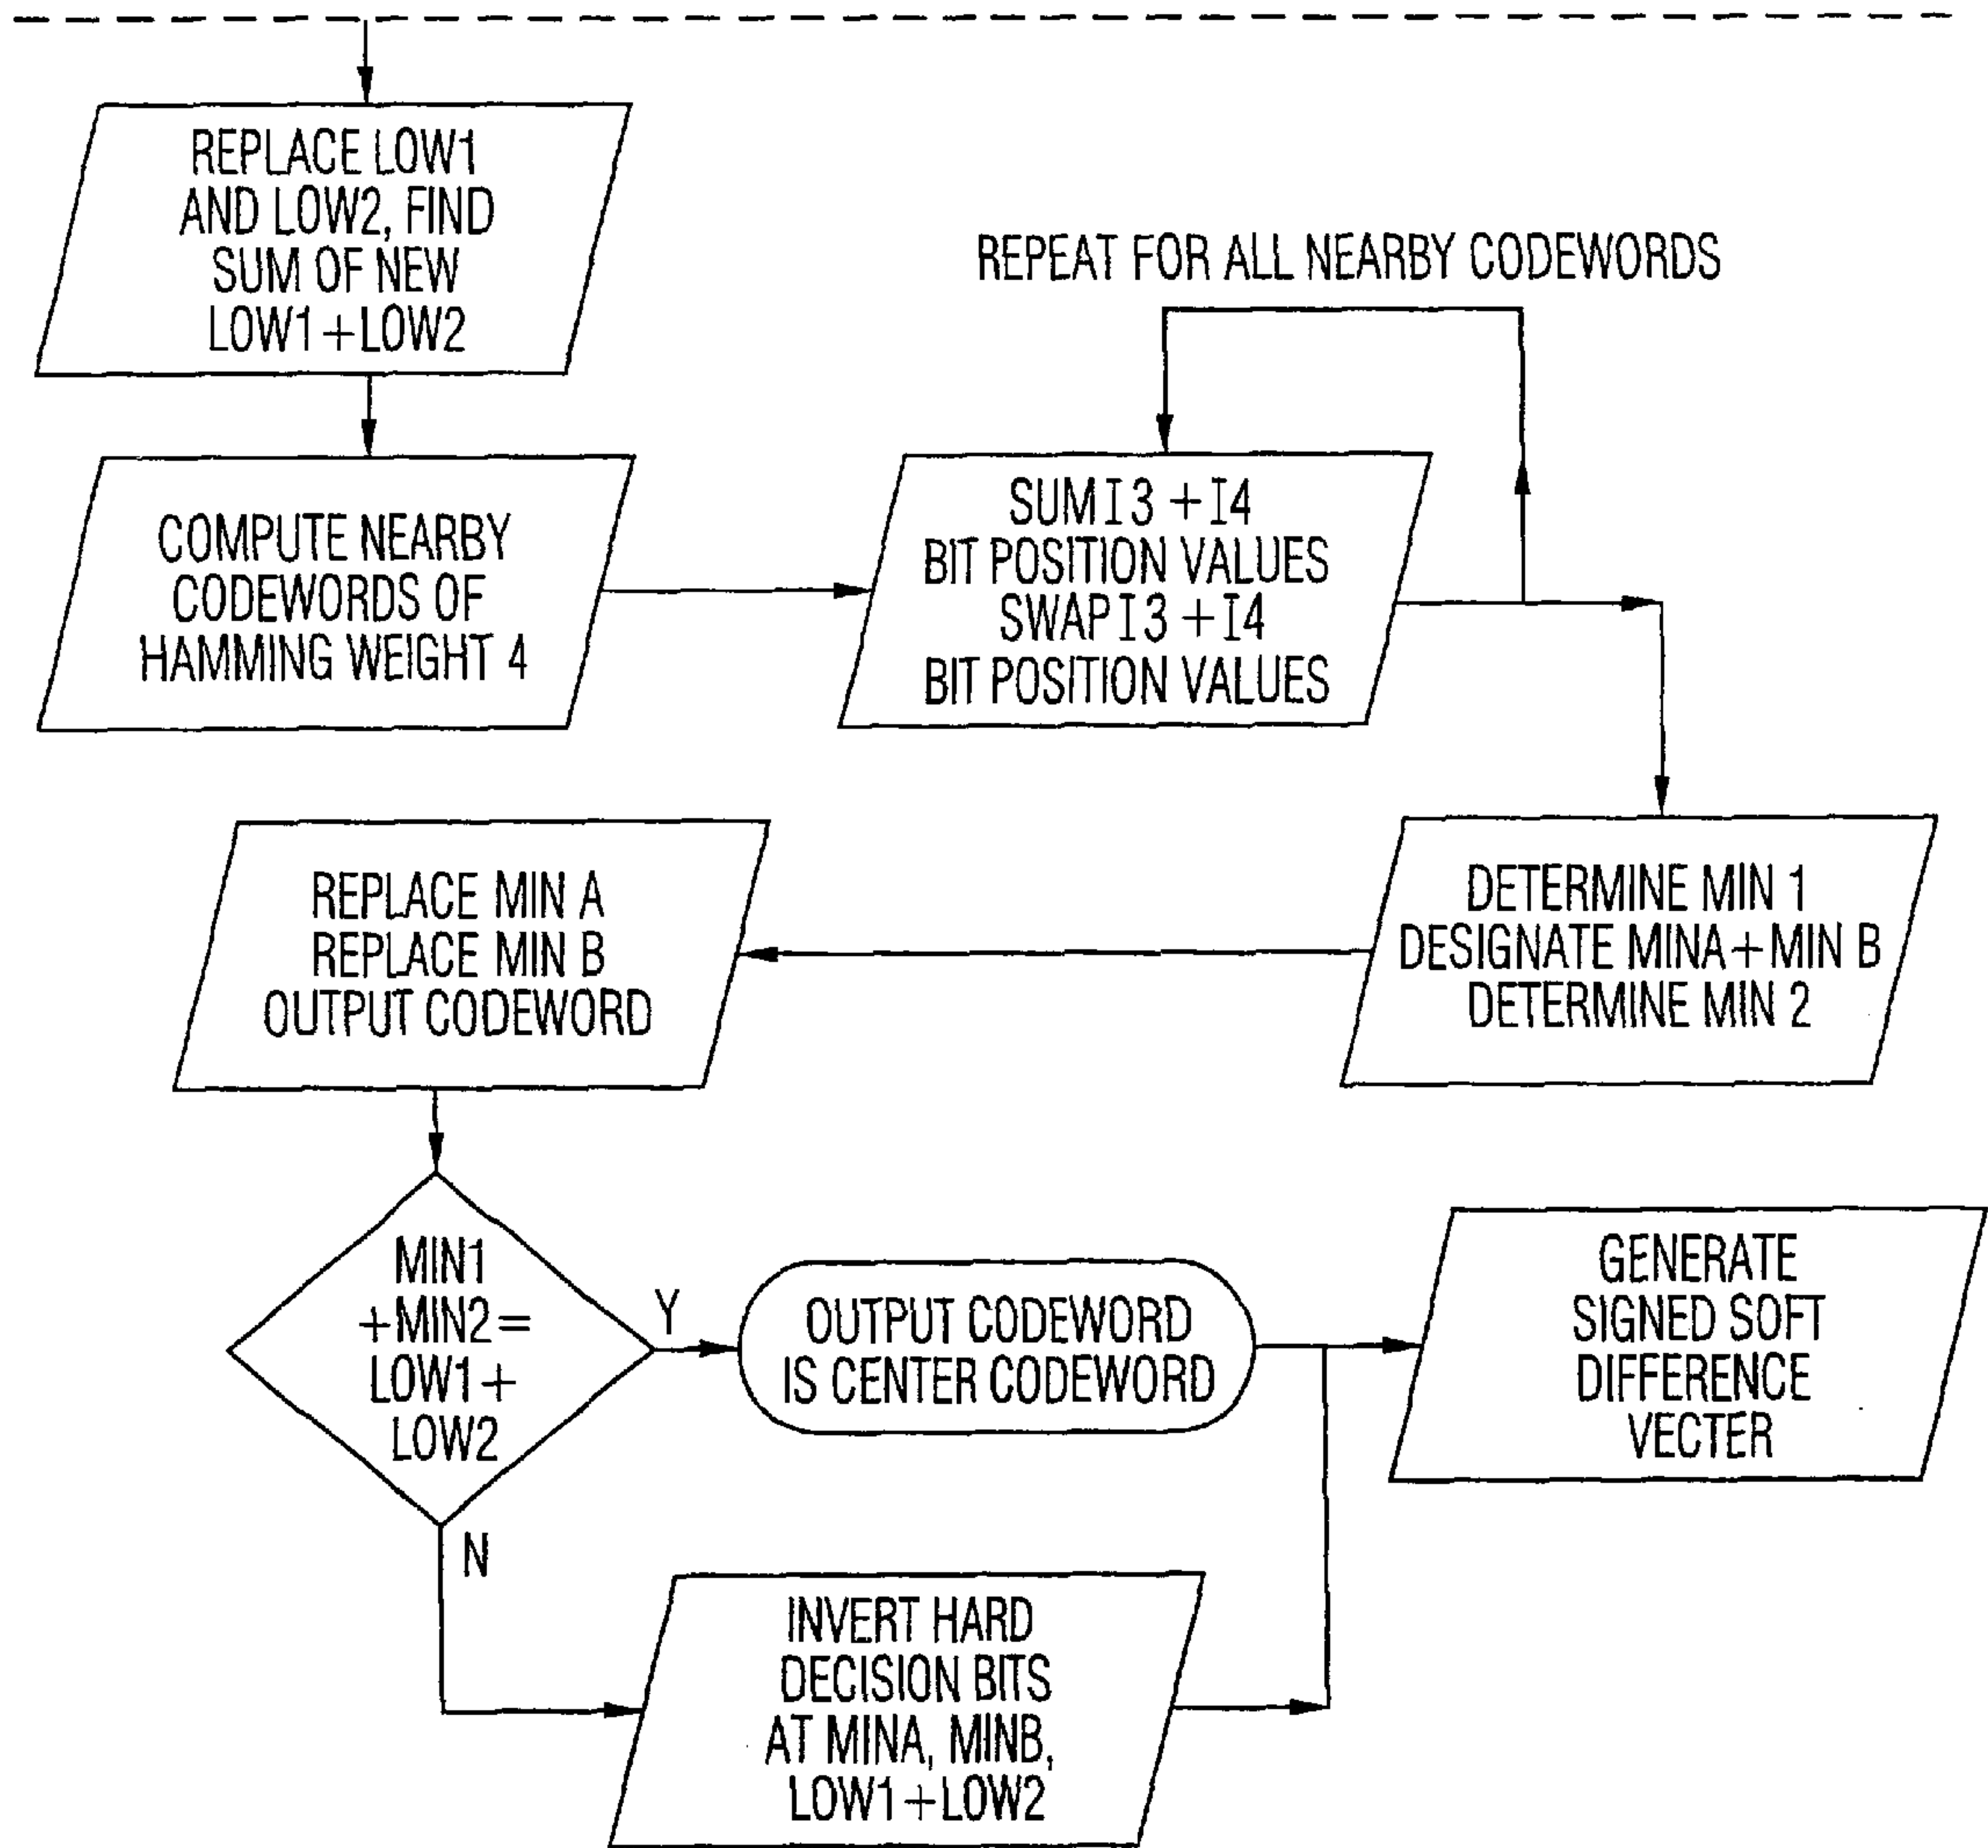 REPLACE LOW1
AND LOW2, FIND
SUM OF NEW
LOW1+LOW2
REPEAT FOR ALL NEARBY CODEWORDS
COMPUTE NEARBY
CODEWORDS OF
HAMMING WEIGHT 4
SUM I3 +I4
BIT POSITION VALUES
SWAP I3 +I4
BIT POSITION VALUES
DETERMINE MIN 1
DESIGNATE MINA+MIN B
DETERMINE MIN 2
REPLACE MIN A
REPLACE MIN B
OUTPUT CODEWORD
MIN1
+MIN2=
LOW1+
LOW2
Y
N
OUTPUT CODEWORD
IS CENTER CODEWORD
GENERATE
SIGNED SOFT
DIFFERENCE
VECTER
INVERT HARD
DECISION BITS
AT MINA, MINB,
LOW1+LOW2